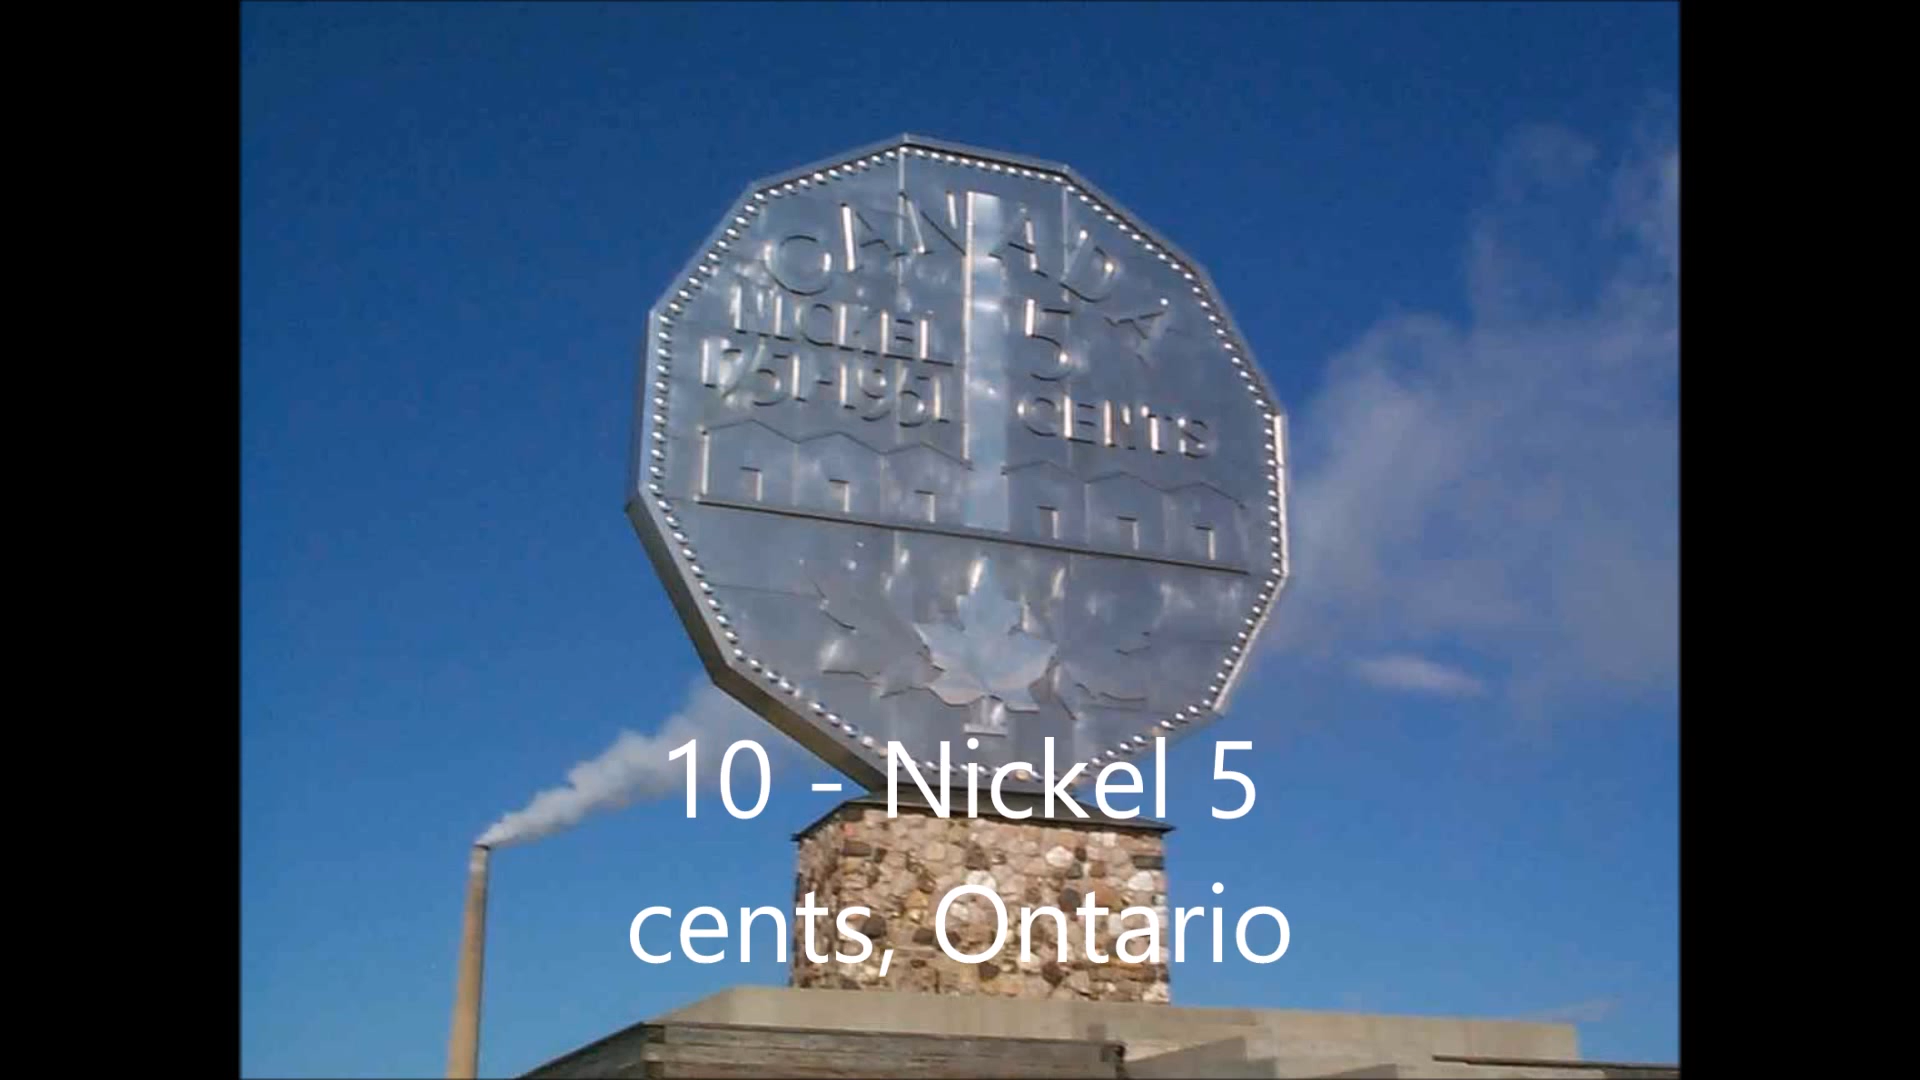 CANADA
NICKEL 5
1751-1951 CENTS
10 - Nickel 5
cents, Ontario